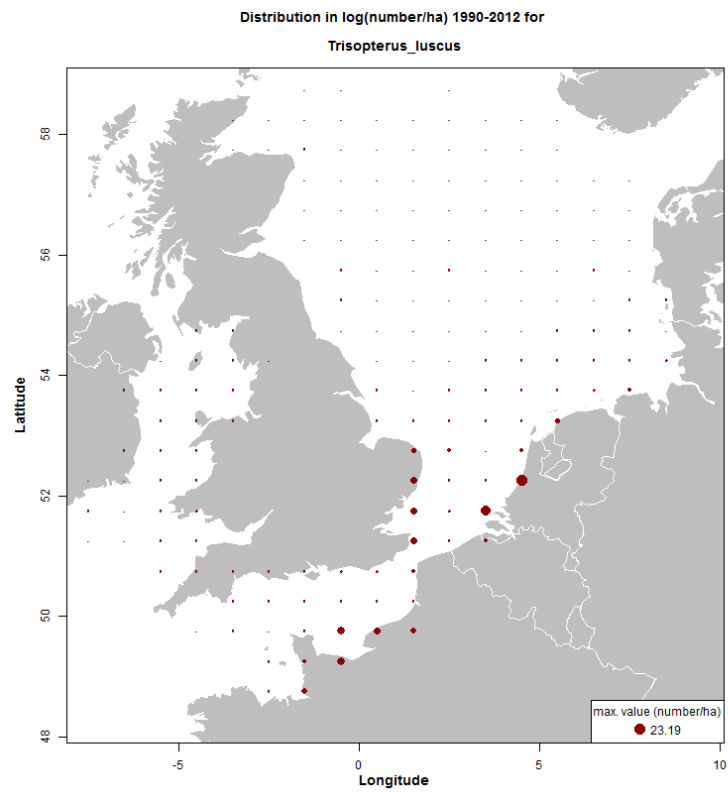 Distribution in log(number/ha) 1990-2012 for
Trisopterus_luscus
58
56
54
52
50
48
Latitude
max. value (number/ha)
23.19
-5
0
5
10
Longitude